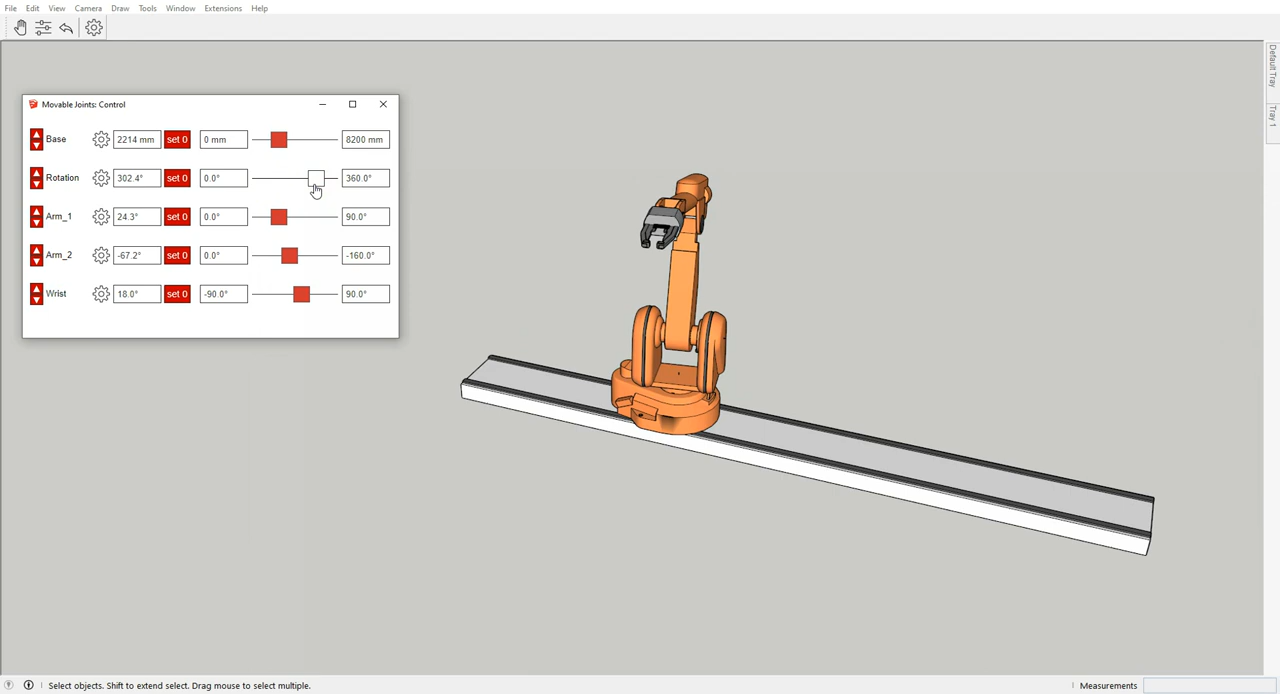 File Edit View Camera Draw Tools Window Extensions Help
Movable Joints: Control
Base 2214 mm set 0 0 mm 8200 mm
Rotation 302.4° set 0 0.0° 360.0°
Arm_1 24.3° set 0 0.0° 90.0°
Arm_2 -67.2° set 0 0.0° -160.0°
Wrist 18.0° set 0 -90.0° 90.0°
Default Tray
Tray 1
Select objects. Shift to extend select. Drag mouse to select multiple.
Measurements